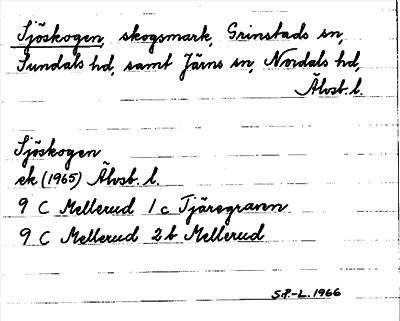 Sjöskogen, skogsmark, Grinstads sn,
Sundals hd, samt Järns sn, Nordals hd,
Älvsb. l.
Sjöskogen
ek (1965) Älvsb. l.
9 C Mellerud 1 c Tjäregraven
9 C Mellerud 2 b Mellerud
S.P.-L. 1966